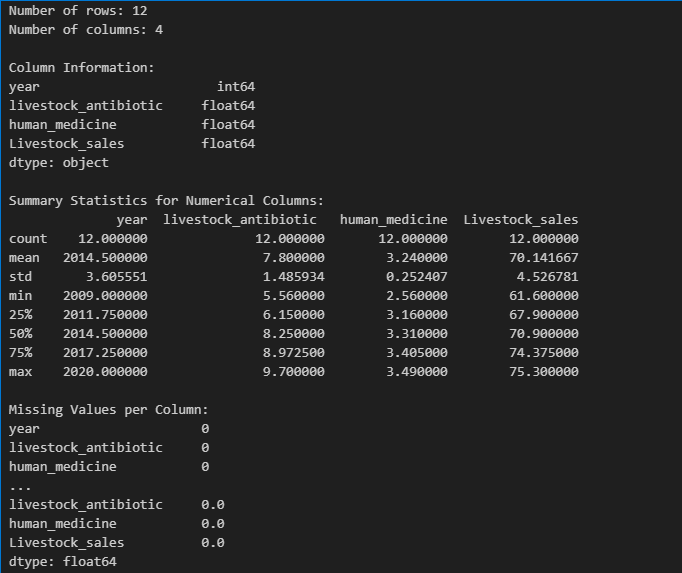 Number of rows: 12
Number of columns: 4
Column Information:
year int64
livestock_antibiotic float64
human_medicine float64
Livestock_sales float64
dtype: object
Summary Statistics for Numerical Columns:
year livestock_antibiotic human_medicine Livestock_sales
count 12.000000 12.000000 12.000000 12.000000
mean 2014.500000 7.800000 3.240000 70.141667
std 3.605551 1.485934 0.252407 4.526781
min 2009.000000 5.560000 2.560000 61.600000
25% 2011.750000 6.150000 3.160000 67.900000
50% 2014.500000 8.250000 3.310000 70.900000
75% 2017.250000 8.972500 3.405000 74.375000
max 2020.000000 9.700000 3.490000 75.300000
Missing Values per Column:
year 0
livestock_antibiotic 0
human_medicine 0
...
livestock_antibiotic 0.0
human_medicine 0.0
Livestock_sales 0.0
dtype: float64